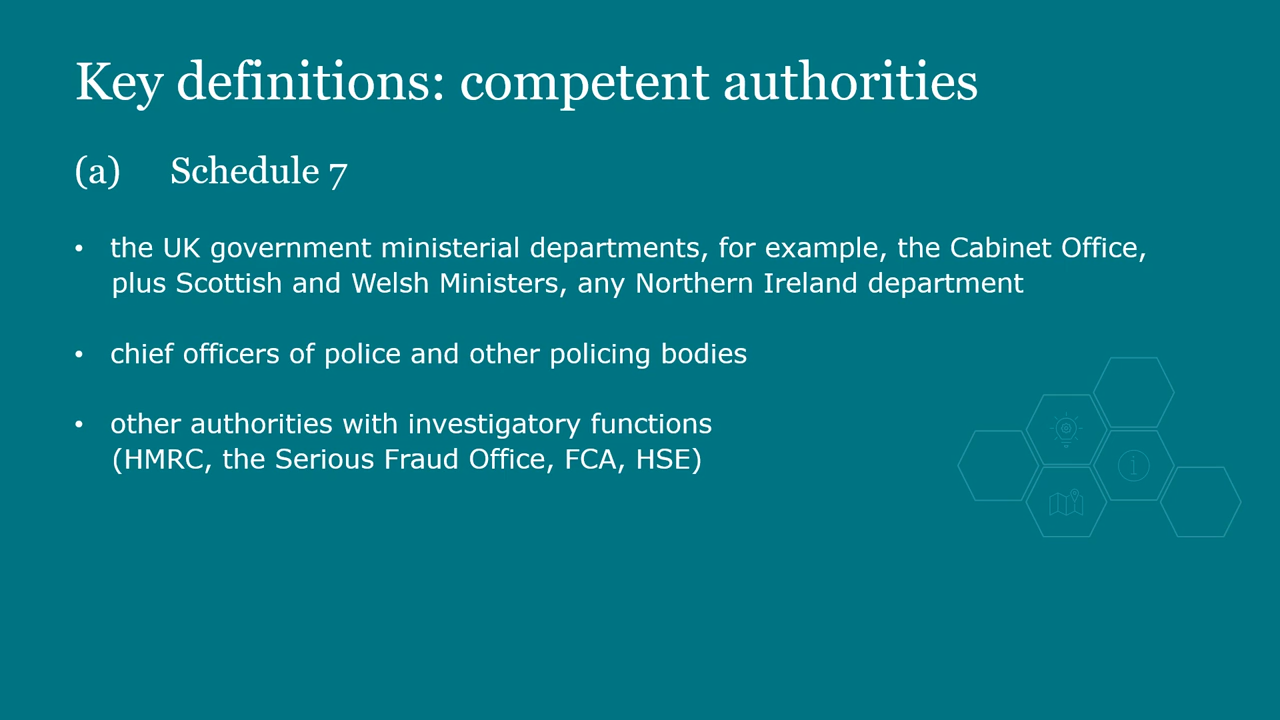 Key definitions: competent authorities
(a) Schedule 7
• the UK government ministerial departments, for example, the Cabinet Office,
plus Scottish and Welsh Ministers, any Northern Ireland department
• chief officers of police and other policing bodies
• other authorities with investigatory functions
(HMRC, the Serious Fraud Office, FCA, HSE)